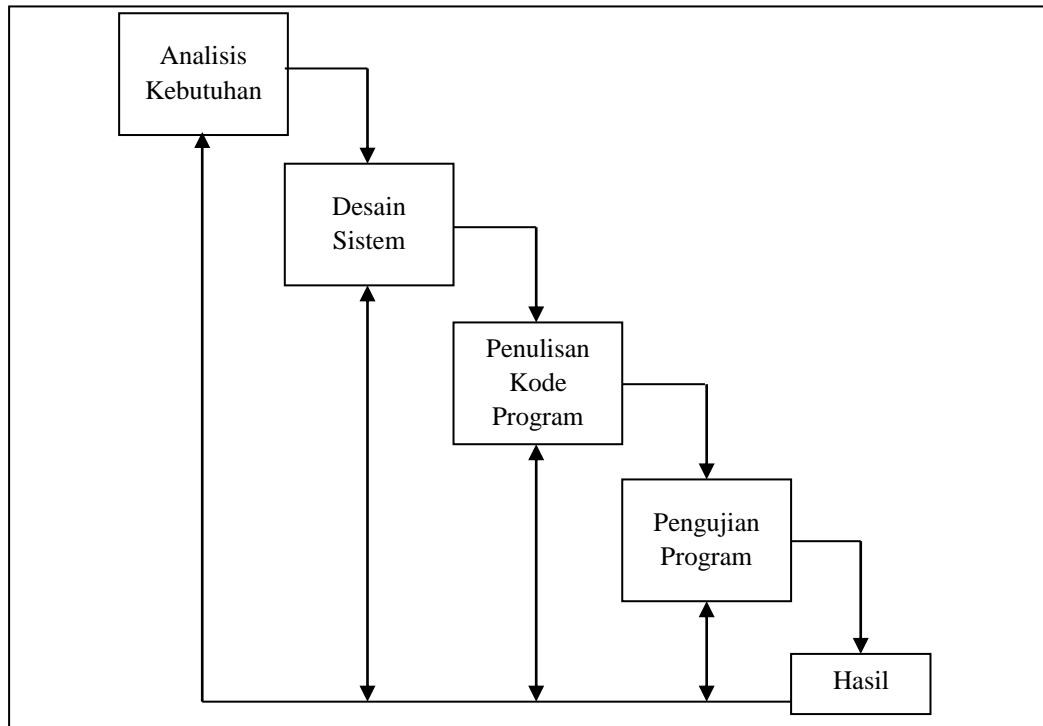 Analisis
Kebutuhan
Desain
Sistem
Penulisan
Kode
Program
Pengujian
Program
Hasil